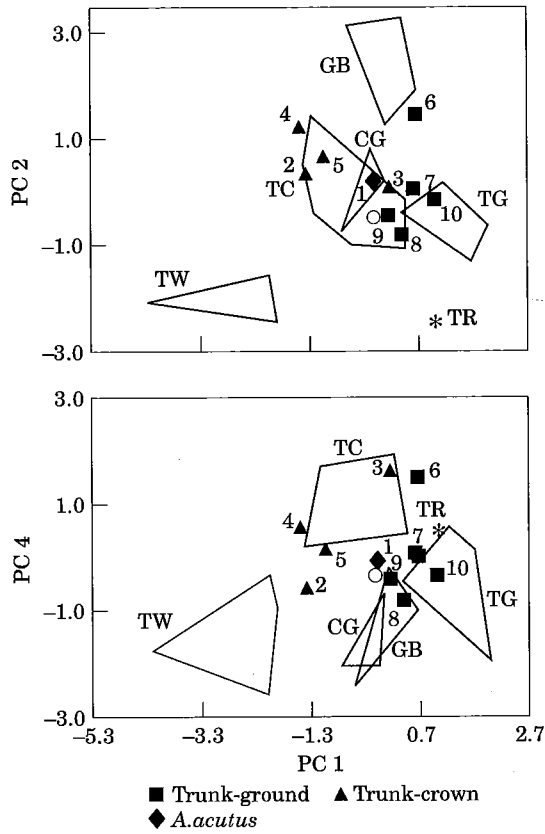 3.0
GB
6
4
CG
1.0
2
5
3
7
TC
1
TG
PC 2
10
9
8
−1.0
TW
* TR
−3.0
3.0
TC
3
6
1.0
TR
4
1
7
*
5
9
PC 4
2
10
−1.0
8
TG
TW
CG
GB
−3.0
−5.3 −3.3 −1.3 0.7 2.7
PC 1
Trunk-ground Trunk-crown
A.acutus